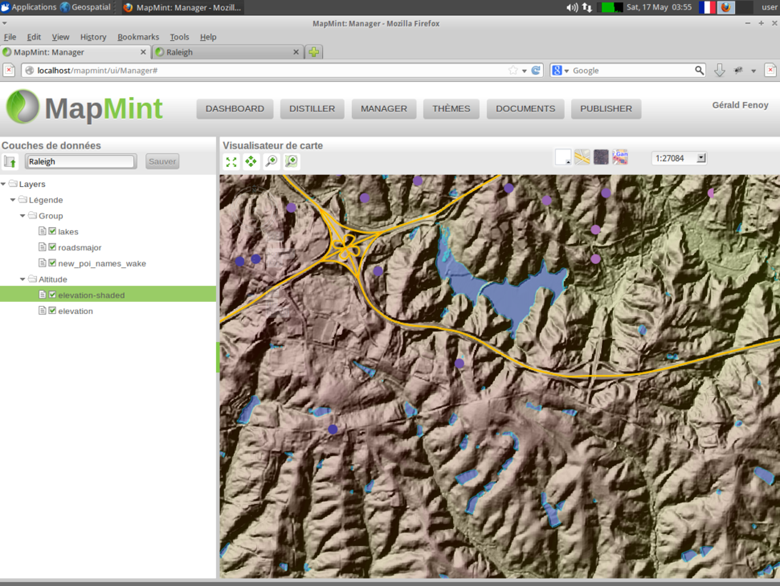 Applications Geospatial MapMint: Manager - Mozill... Sat, 17 May 03:55 user
MapMint: Manager - Mozilla Firefox
File Edit View History Bookmarks Tools Help
MapMint: Manager Raleigh
localhost/mapmint/ui/Manager# Google
MapMint DASHBOARD DISTILLER MANAGER THÈMES DOCUMENTS PUBLISHER Gérald Fenoy
Couches de données
Raleigh Sauver
Layers
Légende
Group
lakes
roadsmajor
new_poi_names_wake
Altitude
elevation-shaded
elevation
Visualisateur de carte
1:27084